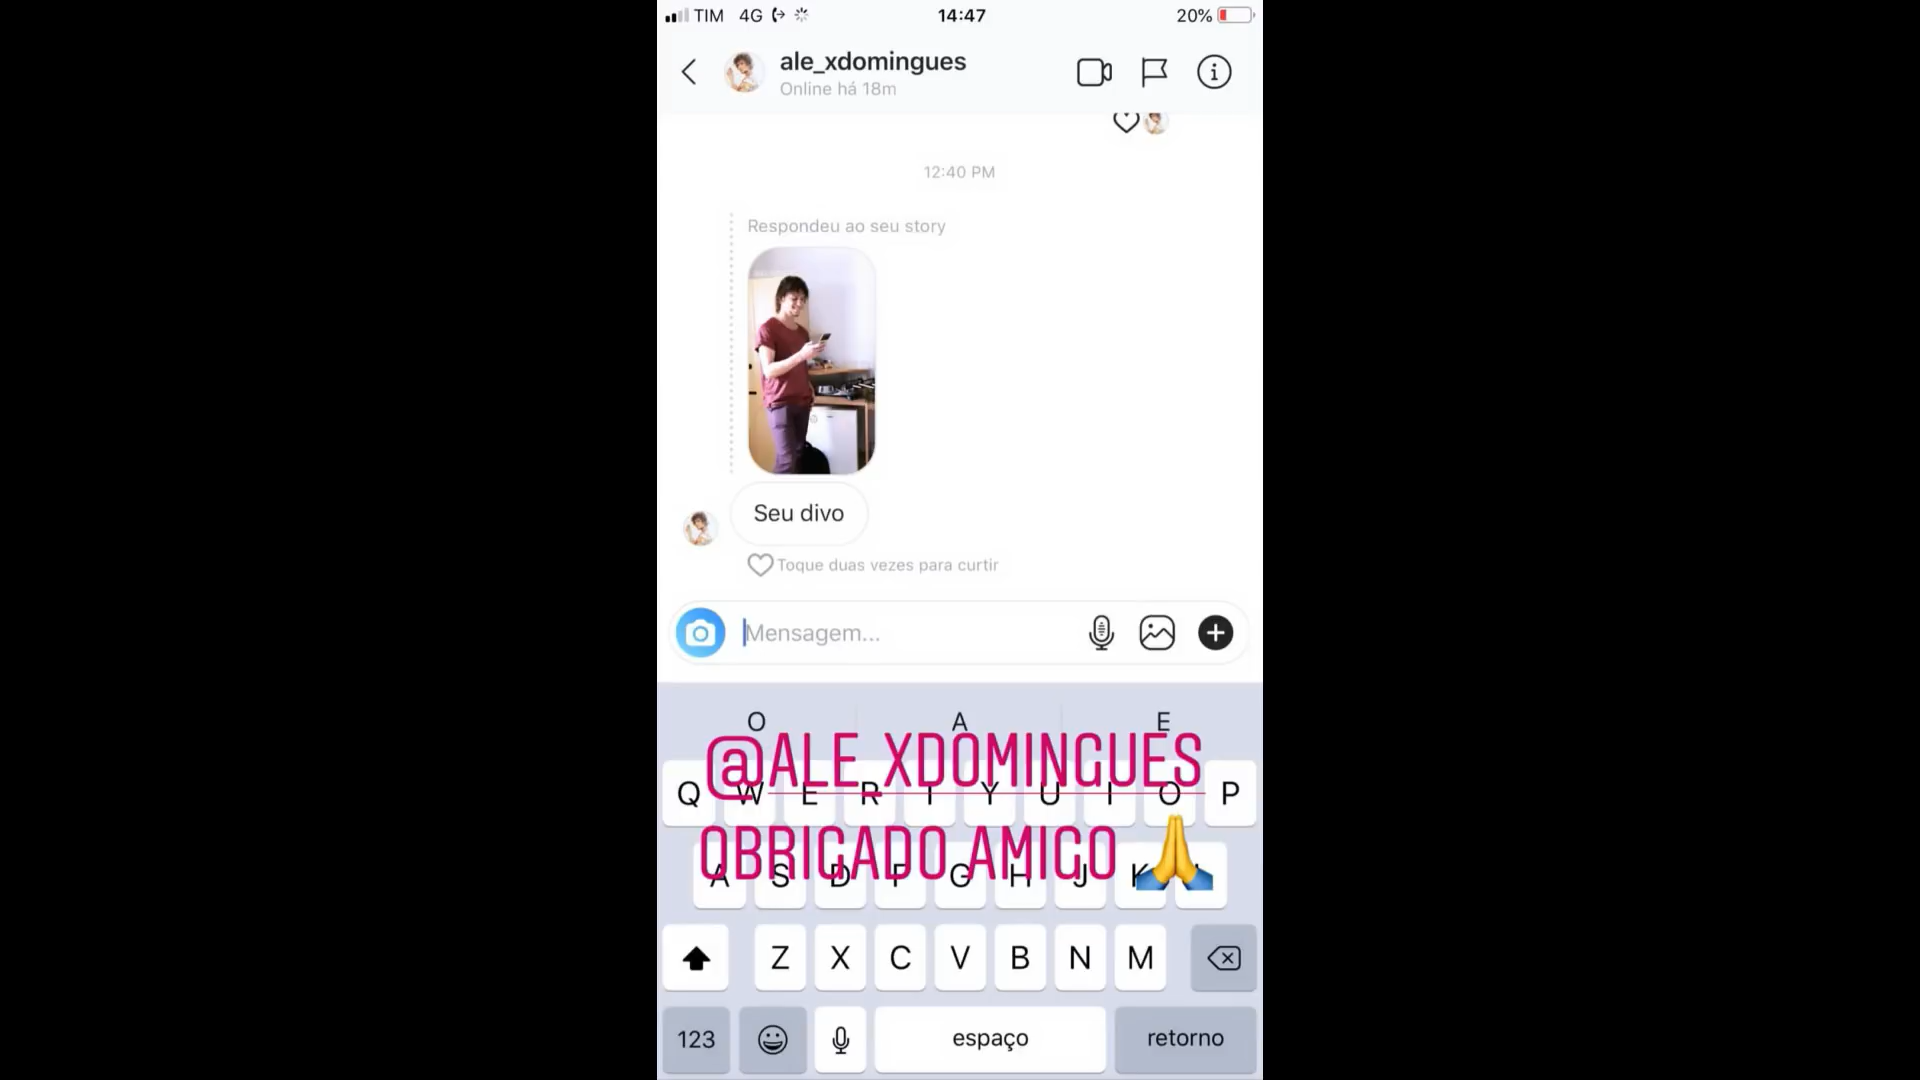 TIM 4G 14:47 20%
ale_xdomingues
Online há 18m
12:40 PM
Respondeu ao seu story
Seu divo
Toque duas vezes para curtir
Mensagem...
O A E
@ALE_XDOMINGUES
Q W E R T Y U I O P
OBRIGADO AMIGO 🙏
A S D F G H J K L
Z X C V B N M
123 espaço retorno